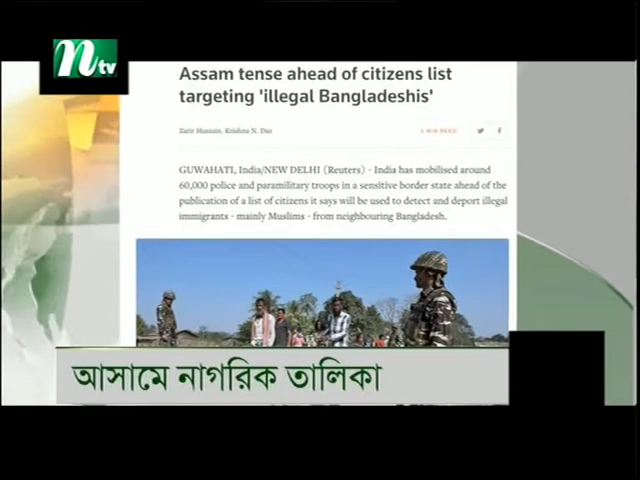 ntv
Assam tense ahead of citizens list
targeting 'illegal Bangladeshis'
Zarir Hussain, Krishna N. Das
3 MIN READ
GUWAHATI, India/NEW DELHI (Reuters) - India has mobilised around
60,000 police and paramilitary troops in a sensitive border state ahead of the
publication of a list of citizens it says will be used to detect and deport illegal
immigrants - mainly Muslims - from neighbouring Bangladesh.
আসামে নাগরিক তালিকা